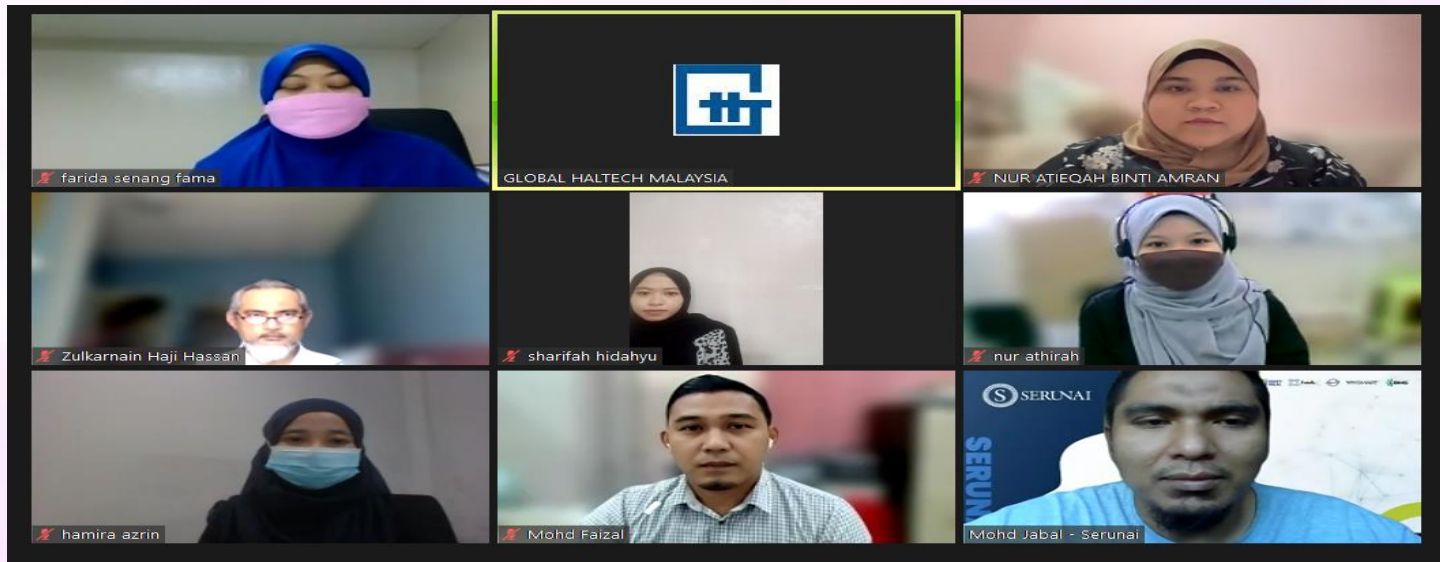 farida senang fama
GLOBAL HALTECH MALAYSIA
NUR ATIEQAH BINTI AMRAN
Zulkarnain Haji Hassan
sharifah hidahyu
nur athirah
hamira azrin
Mohd Faizal
S SERUNAI
SERUN
Mohd Jabal - Serunai